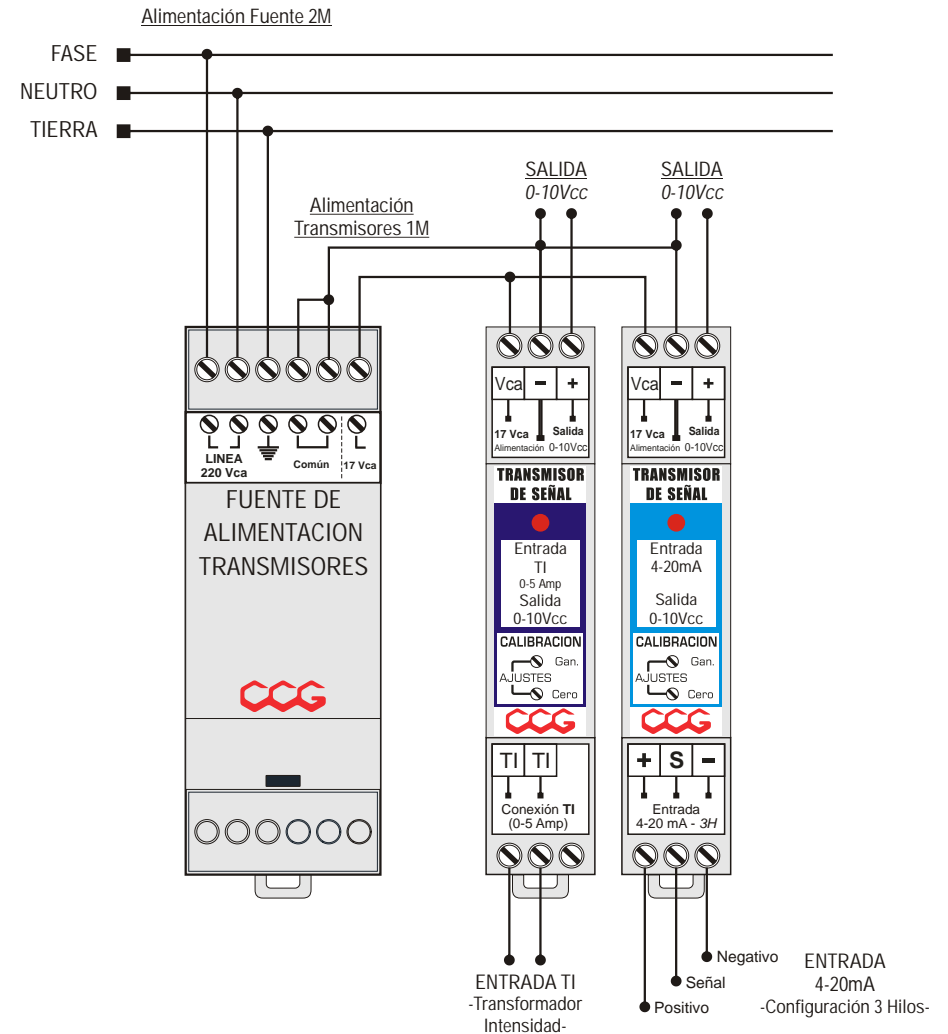 Alimentación Fuente 2M
FASE
NEUTRO
TIERRA
SALIDA
0-10Vcc
SALIDA
0-10Vcc
Alimentación
Transmisores 1M
LINEA
220 Vca
Común
17 Vca
FUENTE DE
ALIMENTACION
TRANSMISORES
CCG
Vca - +
17 Vca Salida
Alimentación 0-10Vcc
TRANSMISOR
DE SEÑAL
Entrada
TI
0-5 Amp
Salida
0-10Vcc
CALIBRACION
Gan.
AJUSTES
Cero
CCG
TI TI
Conexión TI
(0-5 Amp)
ENTRADA TI
-Transformador
Intensidad-
Vca - +
17 Vca Salida
Alimentación 0-10Vcc
TRANSMISOR
DE SEÑAL
Entrada
4-20mA
Salida
0-10Vcc
CALIBRACION
Gan.
AJUSTES
Cero
CCG
+ S -
Entrada
4-20 mA - 3H
Negativo
Señal
Positivo
ENTRADA
4-20mA
-Configuración 3 Hilos-